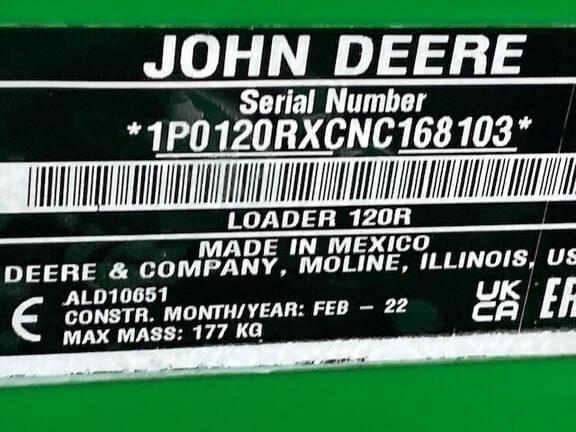 JOHN DEERE
Serial Number
*1P0120RXCNC168103*
LOADER 120R
MADE IN MEXICO
DEERE & COMPANY, MOLINE, ILLINOIS, US
CE ALD10651
CONSTR. MONTH/YEAR: FEB - 22
MAX MASS: 177 KG
UK
CA